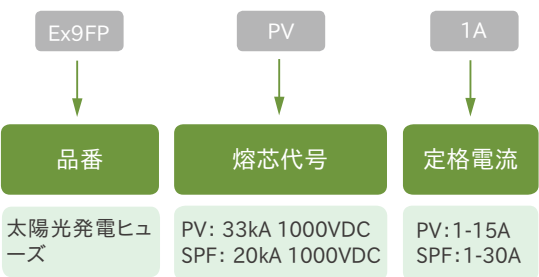 Ex9FP
PV
1A
品番
熔芯代号
定格電流
太陽光発電ヒュ
ーズ
PV: 33kA 1000VDC
SPF: 20kA 1000VDC
PV:1-15A
SPF:1-30A